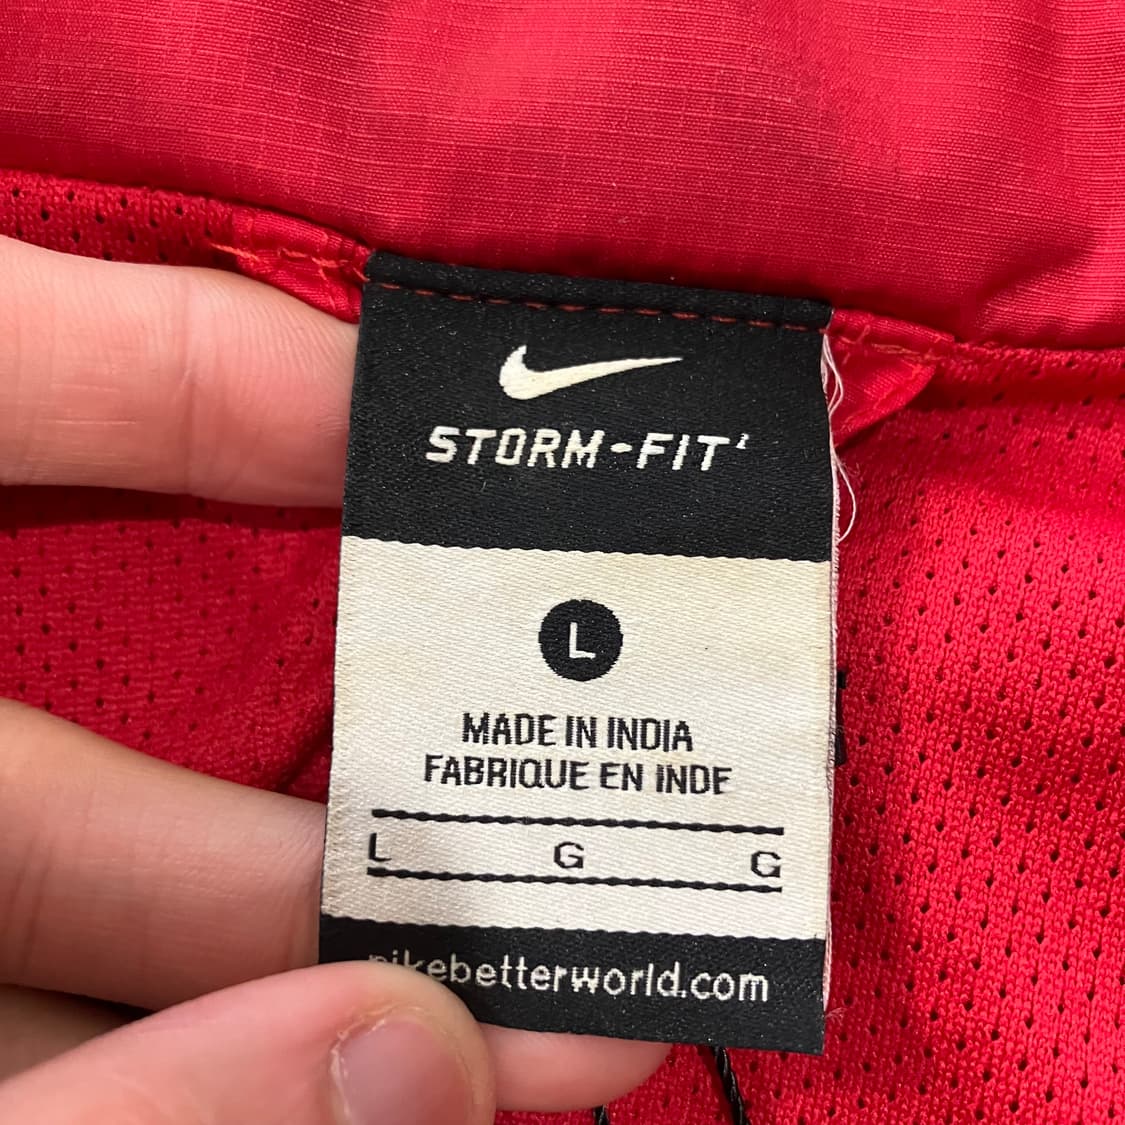 STORM-FIT
L
MADE IN INDIA
FABRIQUE EN INDE
L G G
nikebetterworld.com